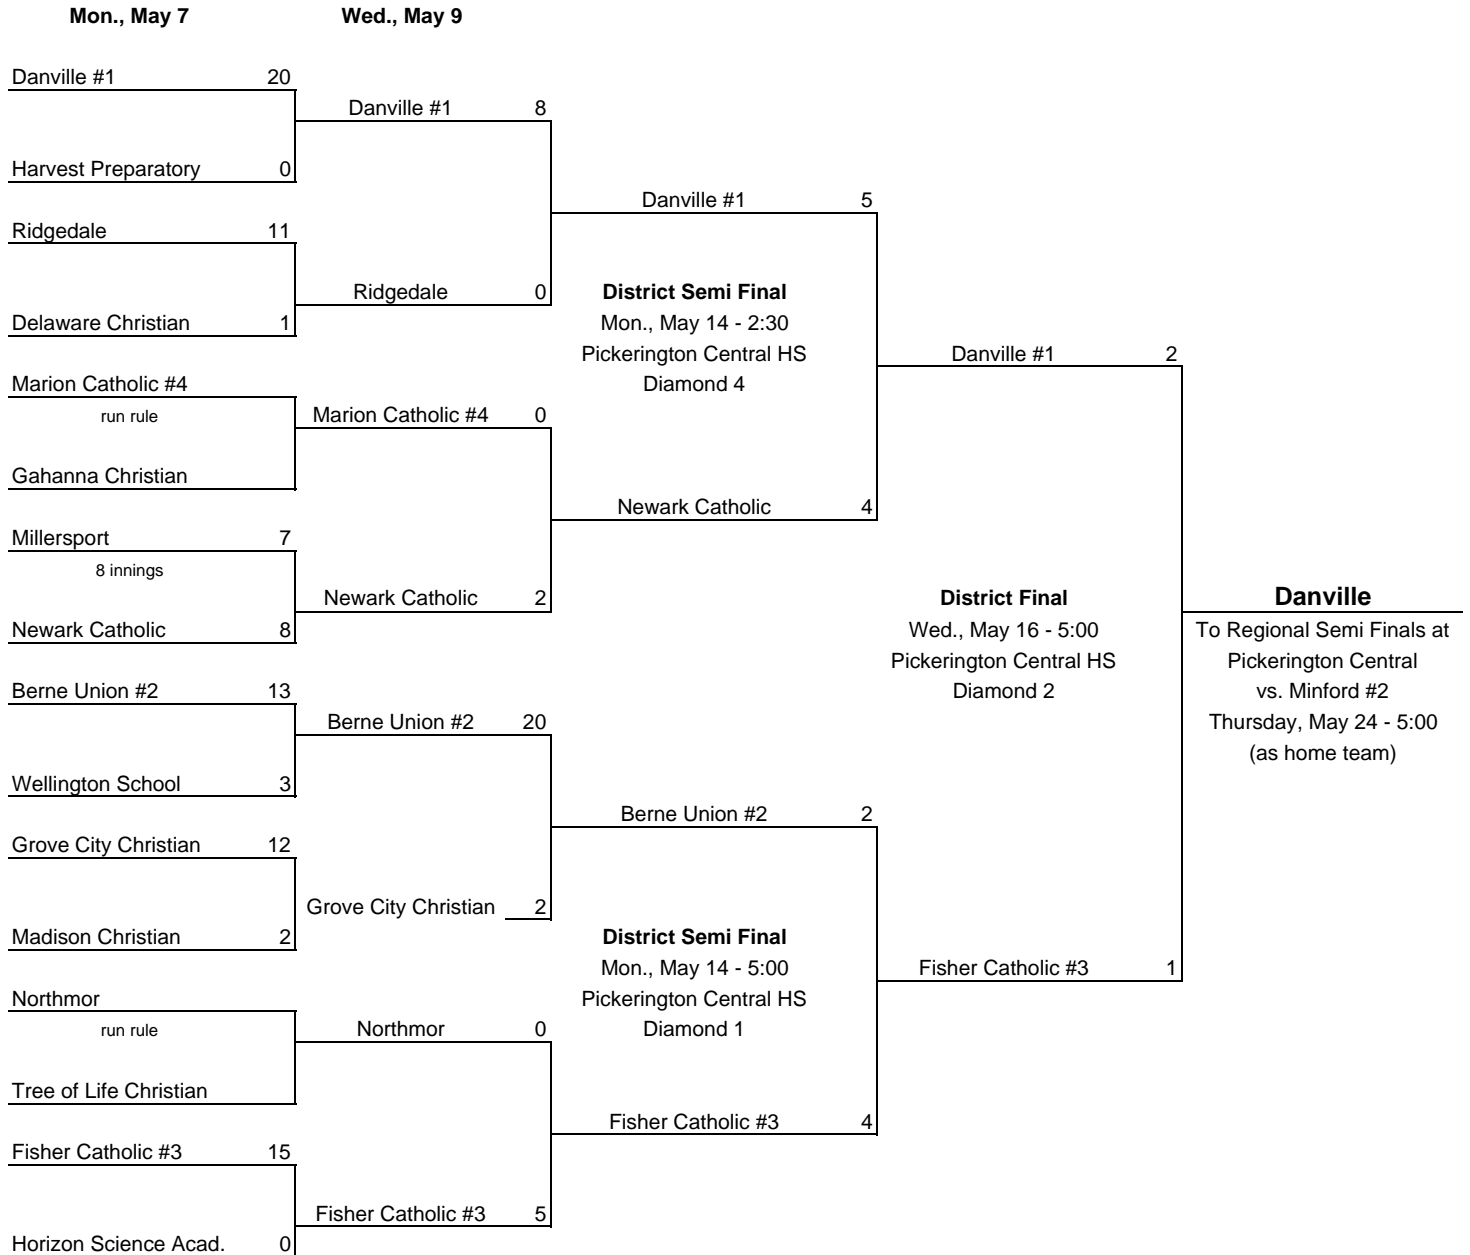 Mon., May 7 Wed., May 9
Danville #1 20
Danville #1 8
Harvest Preparatory 0
Danville #1 5
Ridgedale 11
Ridgedale 0 District Semi Final
Delaware Christian 1 Mon., May 14 - 2:30
Pickerington Central HS Danville #1 2
Marion Catholic #4 Diamond 4
run rule Marion Catholic #4 0
Gahanna Christian
Newark Catholic 4
Millersport 7
8 innings
Newark Catholic 2 District Final Danville
Newark Catholic 8 Wed., May 16 - 5:00 To Regional Semi Finals at
Pickerington Central HS Pickerington Central
Berne Union #2 13 Diamond 2 vs. Minford #2
Berne Union #2 20 Thursday, May 24 - 5:00
(as home team)
Wellington School 3
Berne Union #2 2
Grove City Christian 12
Grove City Christian 2
Madison Christian 2 District Semi Final
Mon., May 14 - 5:00 Fisher Catholic #3 1
Northmor Pickerington Central HS
run rule Northmor 0 Diamond 1
Tree of Life Christian
Fisher Catholic #3 4
Fisher Catholic #3 15
Fisher Catholic #3 5
Horizon Science Acad. 0